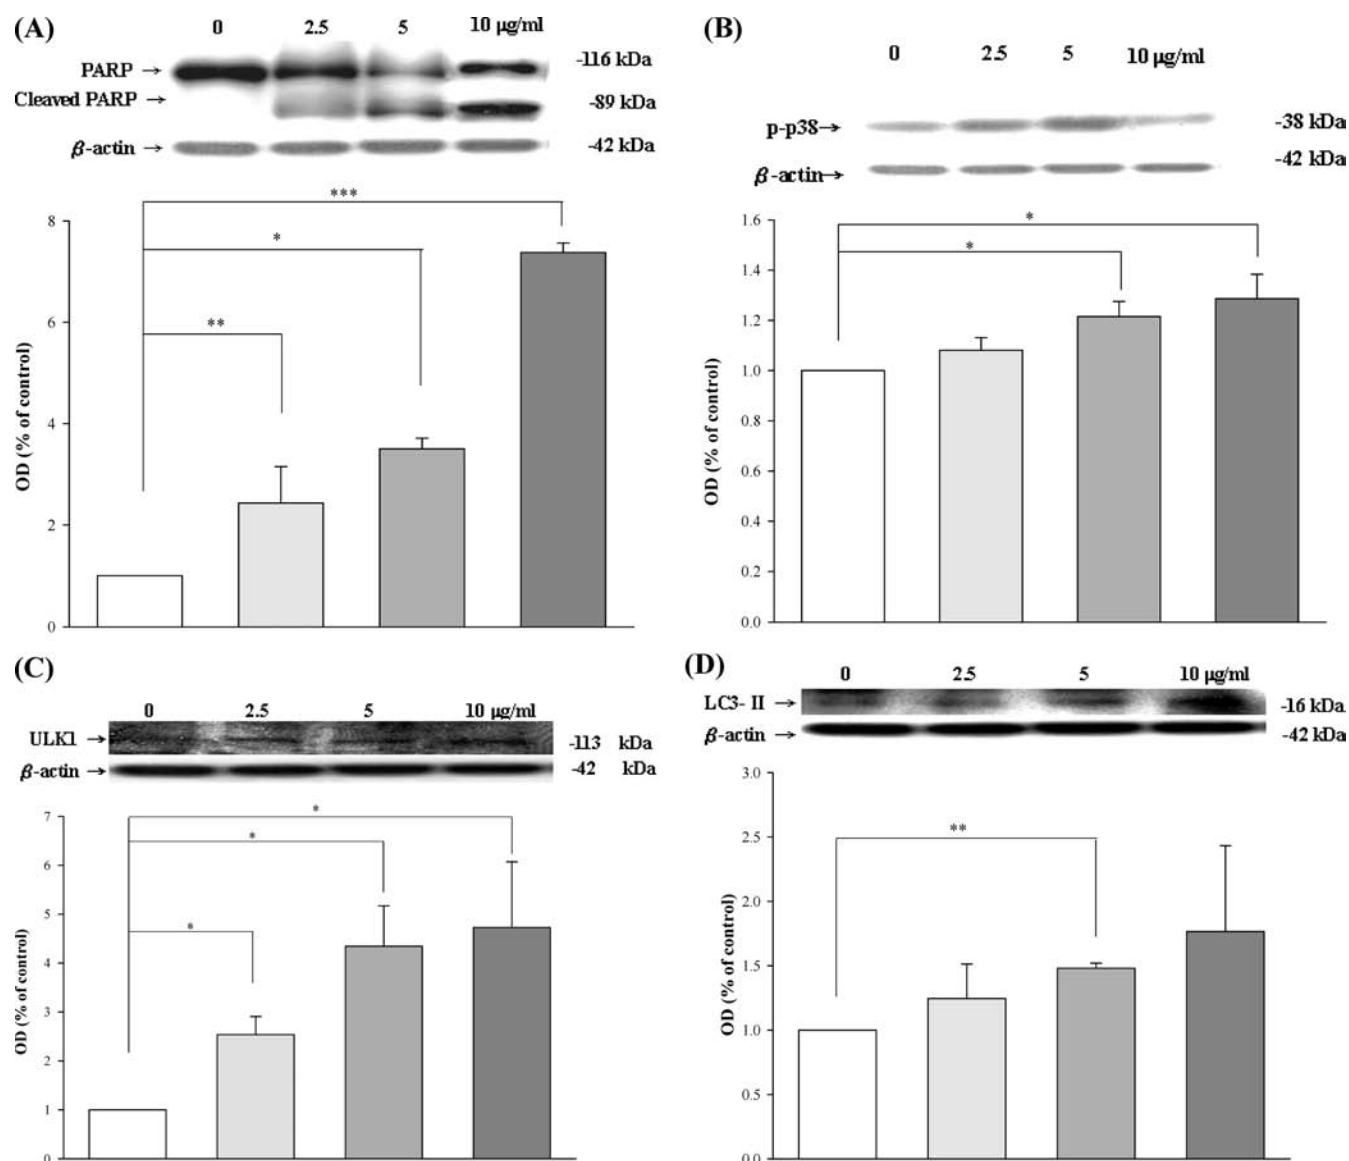 (A)
0 2.5 5 10 µg/ml
PARP → -116 kDa
Cleaved PARP → -89 kDa
β-actin → -42 kDa
***
*
**
OD (% of control)
8
6
4
2
0
(B)
0 2.5 5 10 µg/ml
p-p38→ -38 kDa
β-actin→ -42 kDa
*
*
OD (% of control)
1.6
1.4
1.2
1.0
0.8
0.6
0.4
0.2
0.0
(C)
0 2.5 5 10 µg/ml
ULK1 → -113 kDa
β-actin → -42 kDa
*
*
*
OD (% of control)
7
6
5
4
3
2
1
0
(D)
0 2.5 5 10 µg/ml
LC3- II → -16 kDa
β-actin → -42 kDa
**
OD (% of control)
3.0
2.5
2.0
1.5
1.0
0.5
0.0